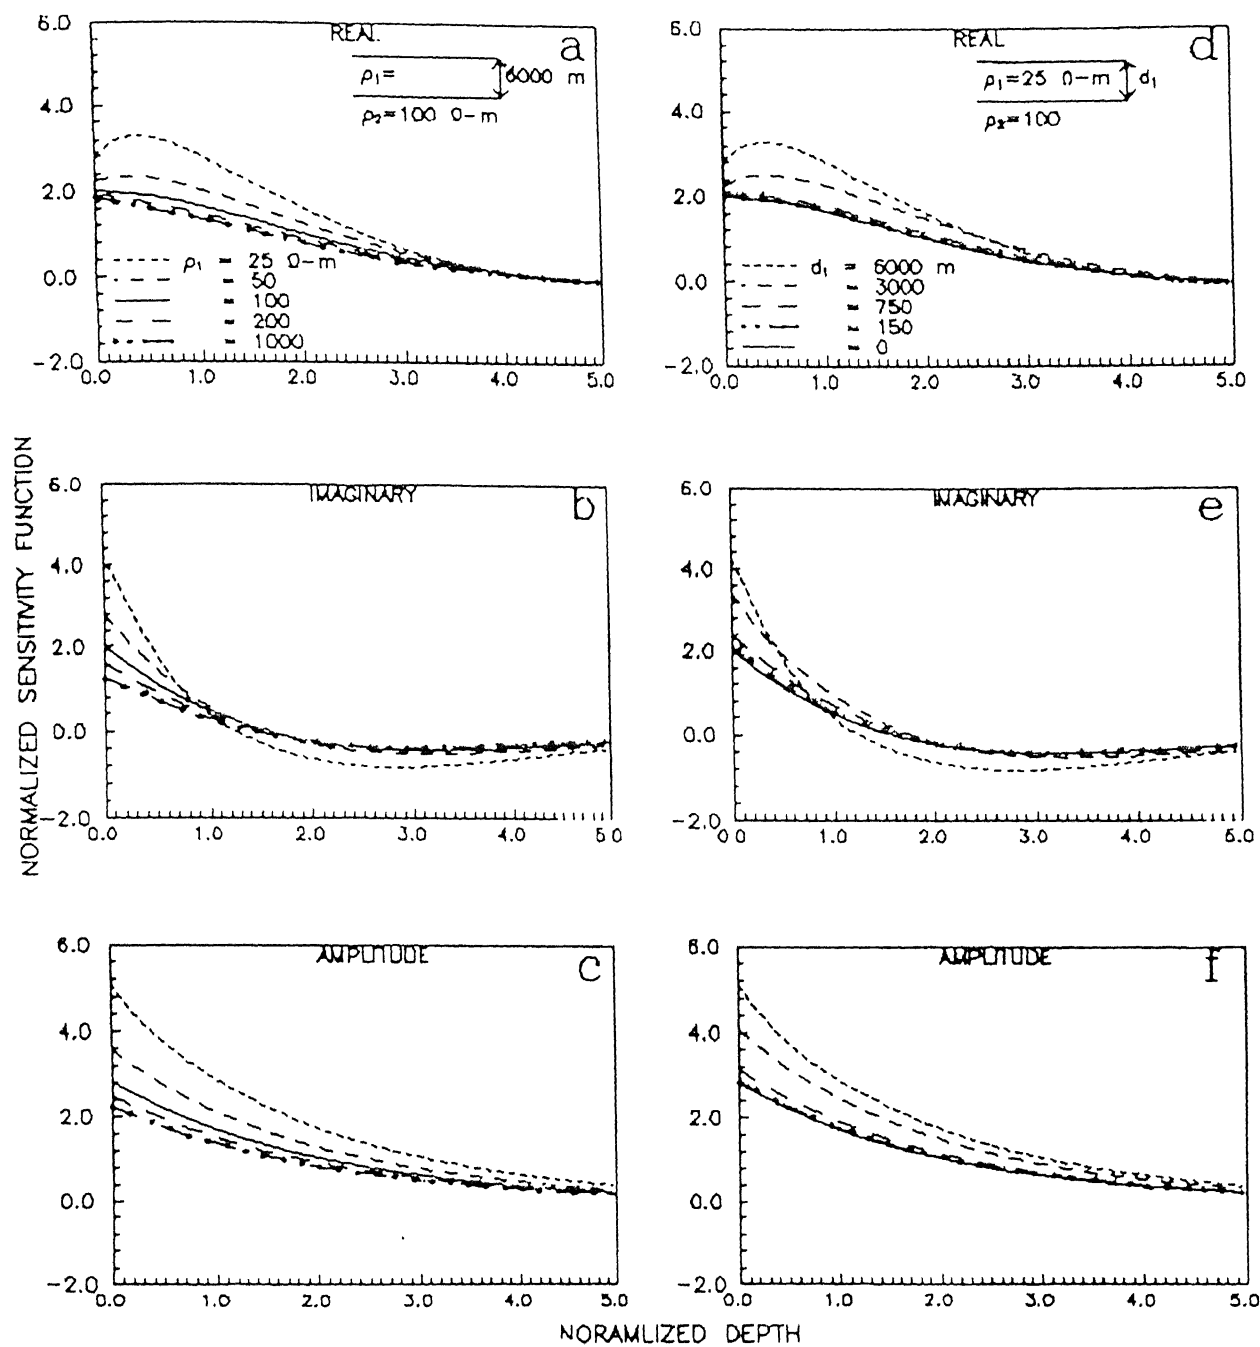 REAL
a
ρ₁=
6000 m
ρ₂=100 Ω-m
6.0
4.0
2.0
0.0
-2.0
ρ₁ = 25 Ω-m
= 50
= 100
= 200
= 1000
0.0 1.0 2.0 3.0 4.0 5.0
REAL
d
ρ₁=25 Ω-m
d₁
ρ₂=100
6.0
4.0
2.0
0.0
-2.0
d₁ = 6000 m
= 3000
= 750
= 150
= 0
0.0 1.0 2.0 3.0 4.0 5.0
NORMALIZED SENSITIVITY FUNCTION
IMAGINARY
b
6.0
4.0
2.0
0.0
-2.0
0.0 1.0 2.0 3.0 4.0 5.0
IMAGINARY
e
6.0
4.0
2.0
0.0
-2.0
0.0 1.0 2.0 3.0 4.0 5.0
AMPLITUDE
c
6.0
4.0
2.0
0.0
-2.0
0.0 1.0 2.0 3.0 4.0 5.0
AMPLITUDE
f
6.0
4.0
2.0
0.0
-2.0
0.0 1.0 2.0 3.0 4.0 5.0
NORAMLIZED DEPTH